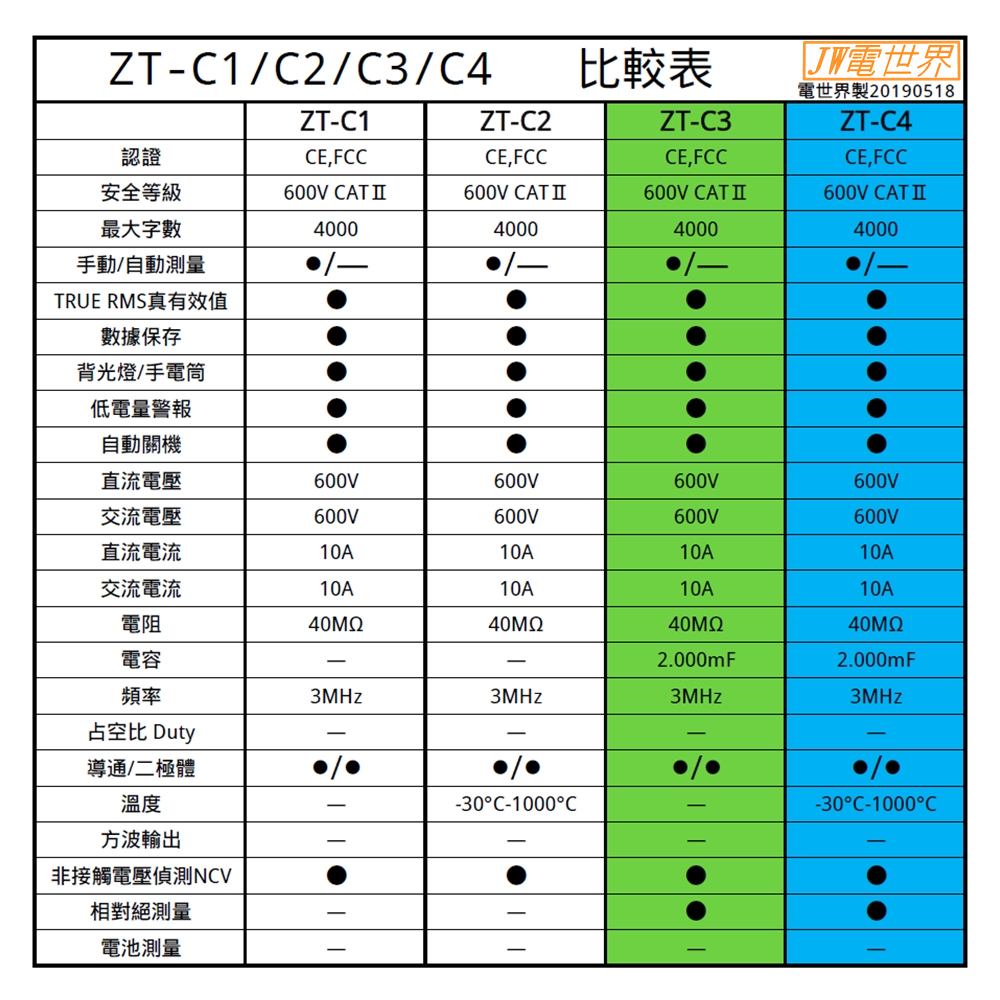 ZT-C1/C2/C3/C4 比較表 JW電世界
電世界製20190518
ZT-C1 ZT-C2 ZT-C3 ZT-C4
認證 CE,FCC CE,FCC CE,FCC CE,FCC
安全等級 600V CATⅡ 600V CATⅡ 600V CATⅡ 600V CATⅡ
最大字數 4000 4000 4000 4000
手動/自動測量 ●/— ●/— ●/— ●/—
TRUE RMS真有效值 ● ● ● ●
數據保存 ● ● ● ●
背光燈/手電筒 ● ● ● ●
低電量警報 ● ● ● ●
自動關機 ● ● ● ●
直流電壓 600V 600V 600V 600V
交流電壓 600V 600V 600V 600V
直流電流 10A 10A 10A 10A
交流電流 10A 10A 10A 10A
電阻 40MΩ 40MΩ 40MΩ 40MΩ
電容 — — 2.000mF 2.000mF
頻率 3MHz 3MHz 3MHz 3MHz
占空比 Duty — — — —
導通/二極體 ●/● ●/● ●/● ●/●
溫度 — -30°C-1000°C — -30°C-1000°C
方波輸出 — — — —
非接觸電壓偵測NCV ● ● ● ●
相對絕測量 — — ● ●
電池測量 — — — —